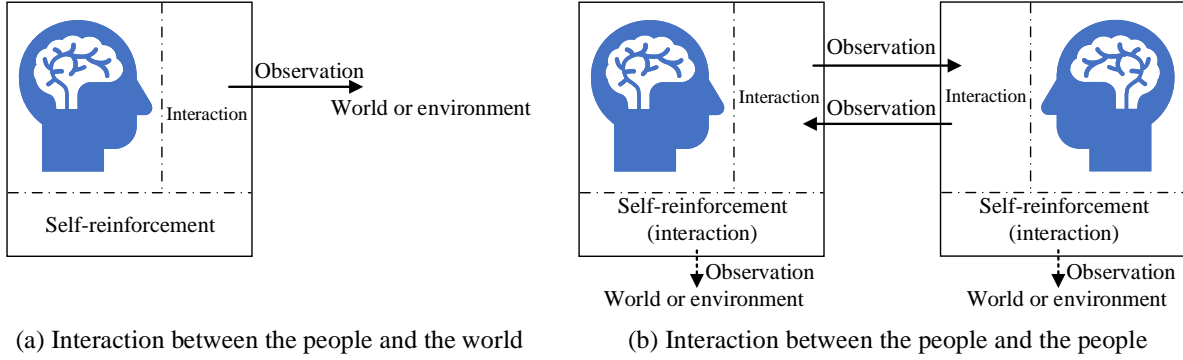 Observation
Interaction
World or environment
Self-reinforcement
(a) Interaction between the people and the world
Observation
Interaction
Interaction
Observation
Self-reinforcement
(interaction)
Observation
World or environment
Self-reinforcement
(interaction)
Observation
World or environment
(b) Interaction between the people and the people